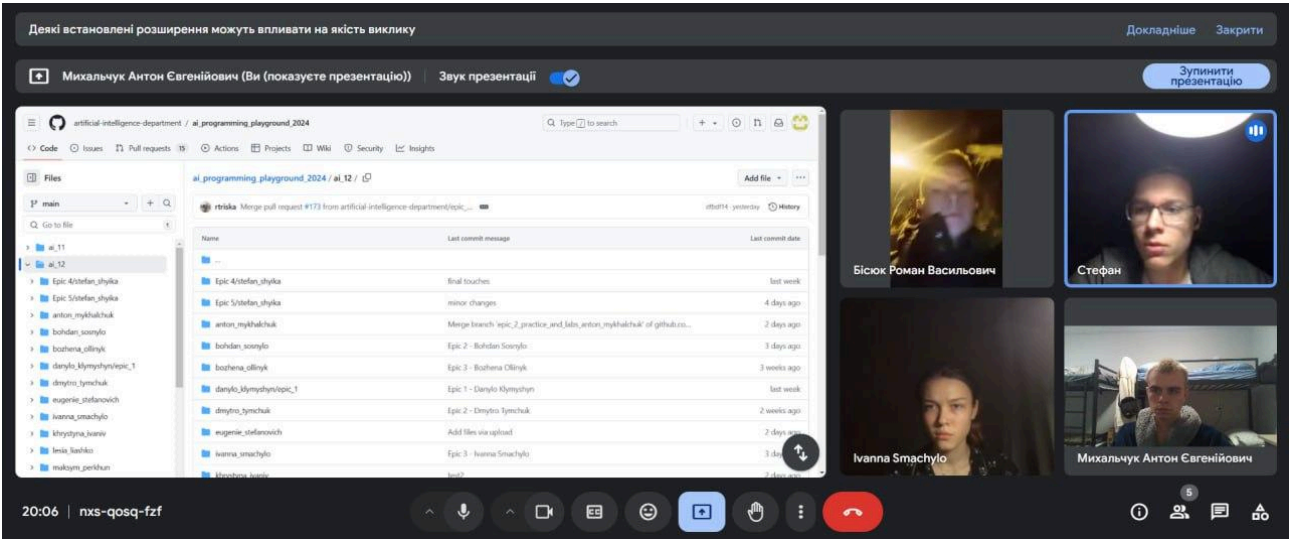 Деякі встановлені розширення можуть впливати на якість виклику
Докладніше Закрити
Михальчук Антон Євгенійович (Ви (показуєте презентацію)) Звук презентації
Зупинити
презентацію
artificial-intelligence-department / ai_programming_playground_2024
Type / to search
Code Issues Pull requests 15 Actions Projects Wiki Security Insights
Files
main
Go to file
ai_11
ai_12
Epic 4/stefan_shyika
Epic 5/stefan_shyika
anton_mykhalchuk
bohdan_sosnylo
bozhena_ollinyk
danylo_klymyshyn/epic_1
dmytro_tymchuk
eugenie_stefanovich
ivanna_smachylo
khrystyna_ivaniv
lesia_liashko
maksym_perkhun
ai_programming_playground_2024 / ai_12 /
Add file
rtriska Merge pull request #173 from artificial-intelligence-department/epic_...
yesterday History
Name Last commit message Last commit date
..
Epic 4/stefan_shyika final touches last week
Epic 5/stefan_shyika minor changes 4 days ago
anton_mykhalchuk Merge branch 'epic_2_practice_and_labs_anton_mykhalchuk' of github.co... 2 days ago
bohdan_sosnylo Epic 2 - Bohdan Sosnylo 3 days ago
bozhena_ollinyk Epic 3 - Bozhena Ollinyk 3 weeks ago
danylo_klymyshyn/epic_1 Epic 1 - Danylo Klymyshyn last week
dmytro_tymchuk Epic 2 - Dmytro Tymchuk 2 weeks ago
eugenie_stefanovich Add files via upload 2 days ago
ivanna_smachylo Epic 3 - Ivanna Smachylo 3 day
khrystyna_ivaniv test2 2 days ago
Бісюк Роман Васильович
Стефан
Ivanna Smachylo
Михальчук Антон Євгенійович
20:06 | nxs-qosq-fzf
5